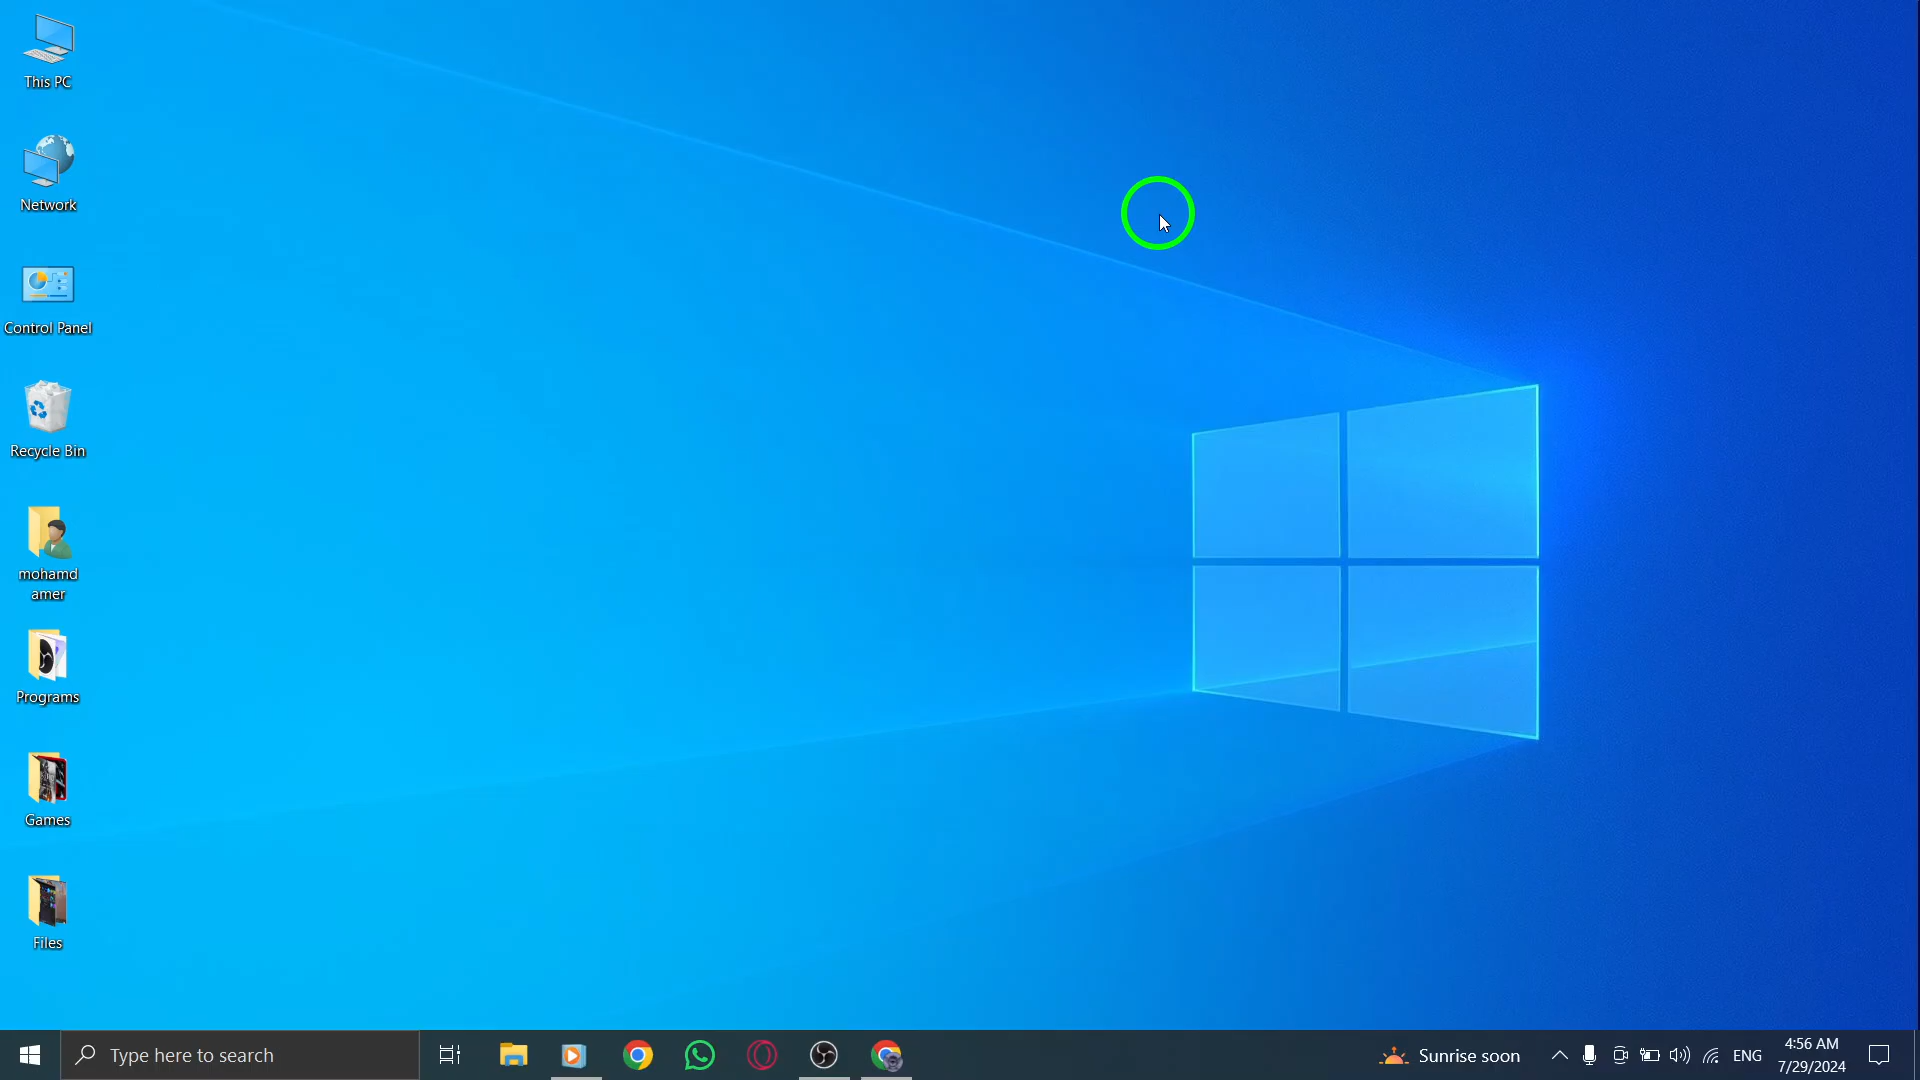 This PC
Network
Control Panel
Recycle Bin
mohamd
amer
Programs
Games
Files
Type here to search
Sunrise soon
ENG
4:56 AM
7/29/2024